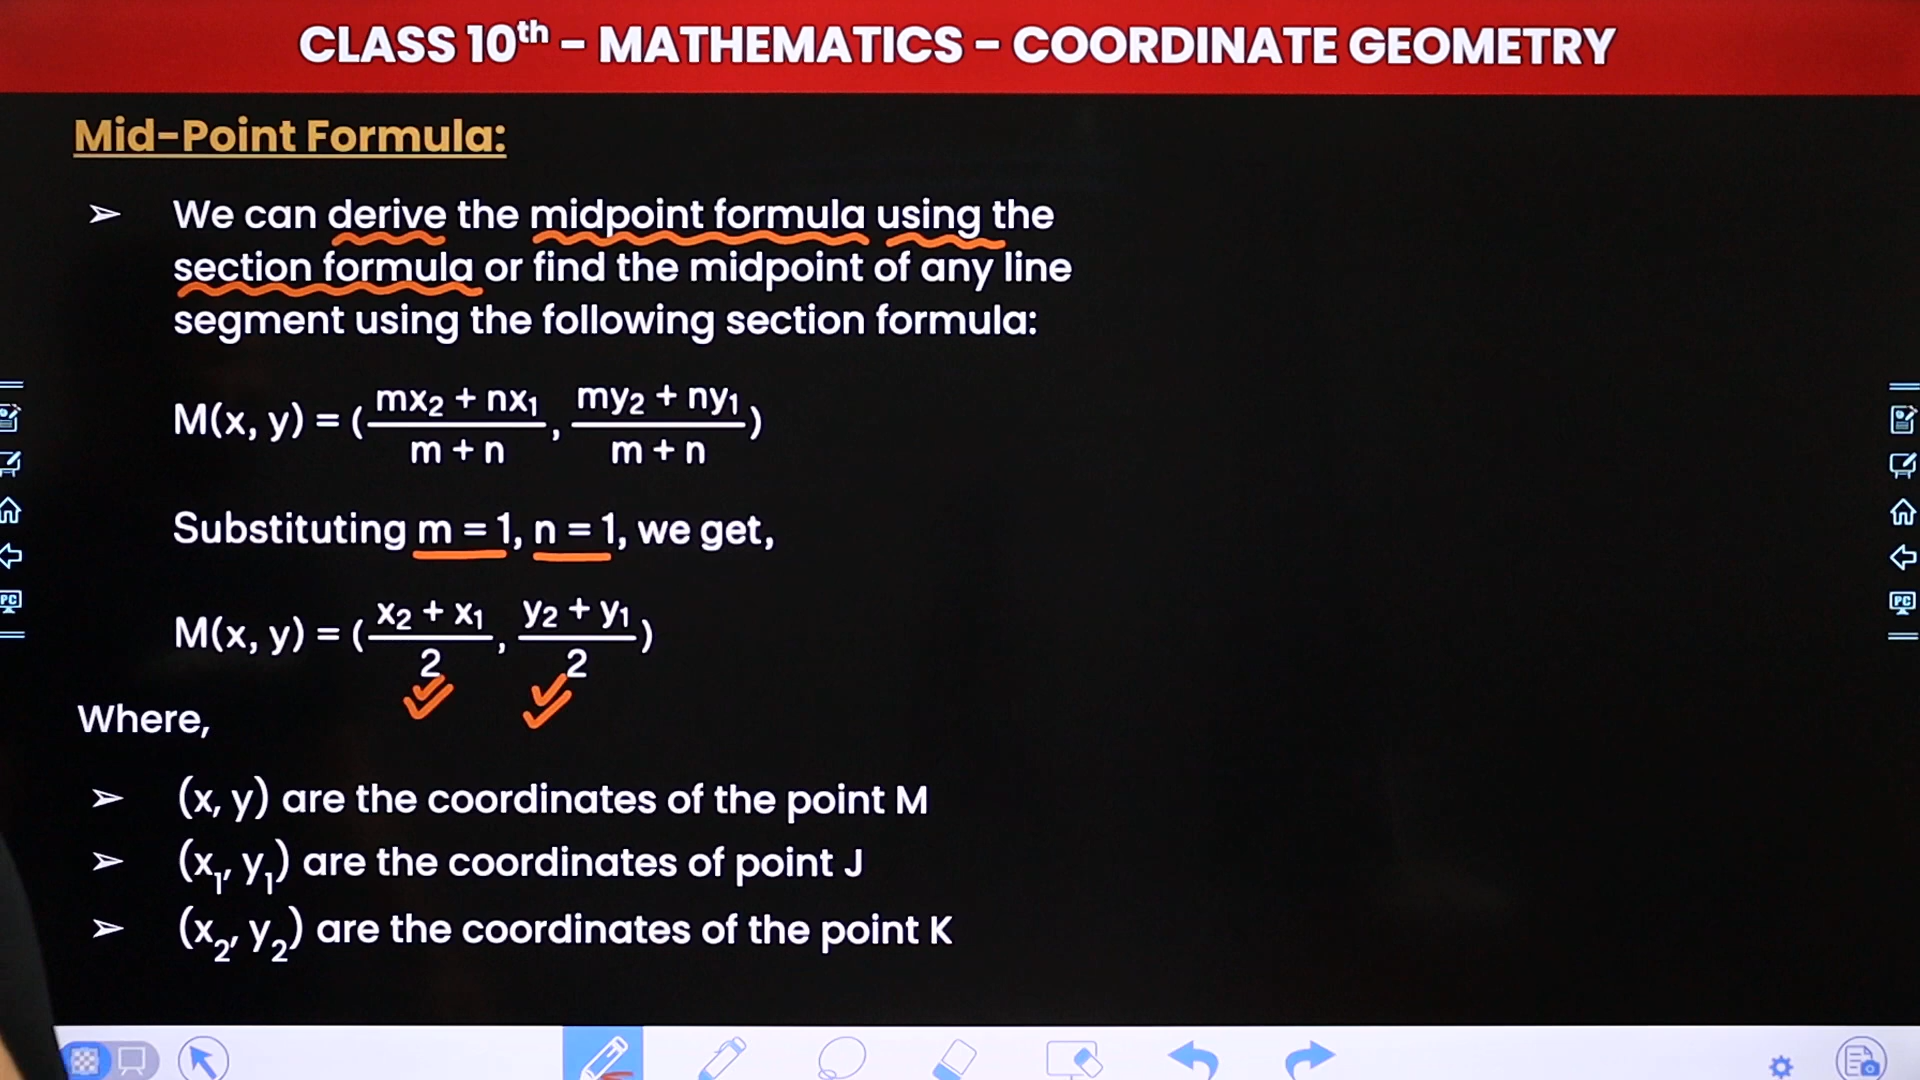 CLASS 10th - MATHEMATICS - COORDINATE GEOMETRY
Mid-Point Formula:
➢ We can derive the midpoint formula using the
section formula or find the midpoint of any line
segment using the following section formula:
M(x, y) = (mx₂ + nx₁ / m + n, my₂ + ny₁ / m + n)
Substituting m = 1, n = 1, we get,
M(x, y) = (x₂ + x₁ / 2, y₂ + y₁ / 2)
Where,
➢ (x, y) are the coordinates of the point M
➢ (x₁, y₁) are the coordinates of point J
➢ (x₂, y₂) are the coordinates of the point K
PC
PC